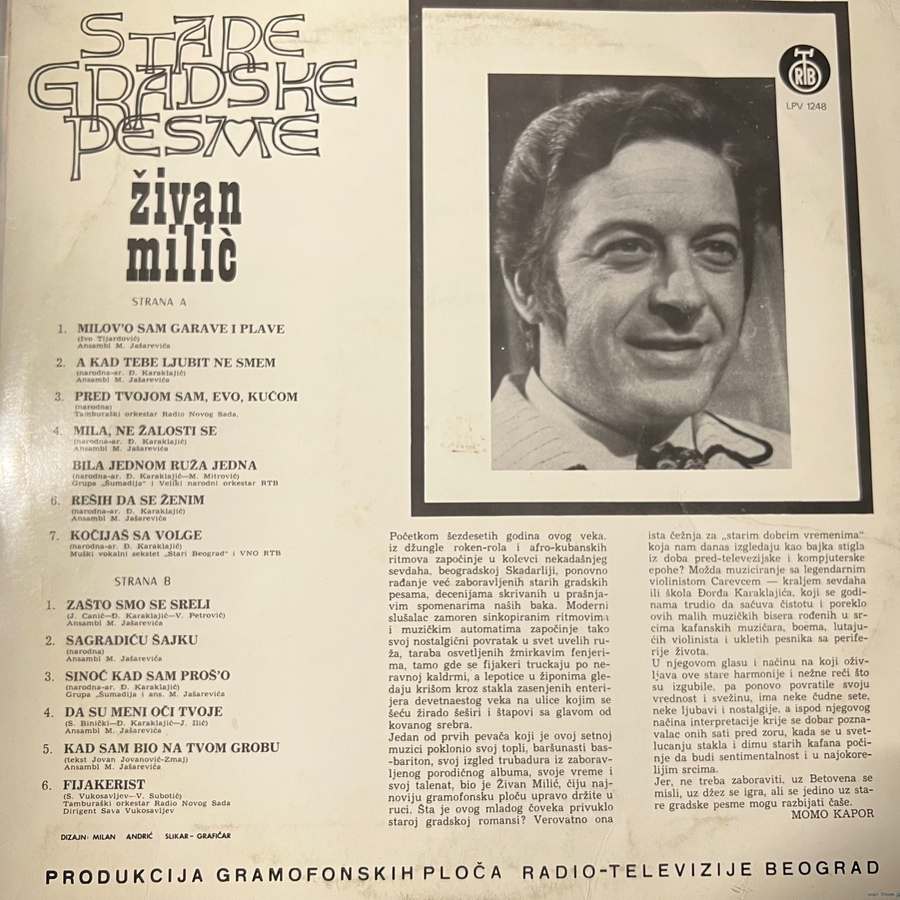 STARE
GRADSKE
PESME
živan
milić
STRANA A
1. MILOV'O SAM GARAVE I PLAVE
(Ivo Tijardović)
Ansambl M. Jašarevića
2. A KAD TEBE LJUBIT NE SMEM
(narodna-ar. Đ. Karaklajić)
Ansambl M. Jašarevića
3. PRED TVOJOM SAM, EVO, KUĆOM
(narodna)
Tamburaški orkestar Radio Novog Sada,
4. MILA, NE ŽALOSTI SE
(narodna-ar. Đ. Karaklajić)
Ansambl M. Jašarevića
BILA JEDNOM RUŽA JEDNA
(narodna-ar. Đ. Karaklajić—M. Mitrović)
Grupa „Šumadija" i Veliki narodni orkestar RTB
6. REŠIH DA SE ŽENIM
(narodna-ar. Đ. Karaklajić)
Ansambl M. Jašarevića
7. KOČIJAŠ SA VOLGE
(narodna-ar. Đ. Karaklajić)
Muški vokalni sekstet „Stari Beograd" i VNO RTB
STRANA B
1. ZAŠTO SMO SE SRELI
(J. Canić—Đ. Karaklajić—V. Petrović)
Ansambl M. Jašarevića
2. SAGRADIĆU ŠAJKU
(narodna)
Ansambl M. Jašarevića
3. SINOĆ KAD SAM PROŠ'O
(narodna-ar. Đ. Karaklajić)
Grupa „Šumadija i ans. M. Jašarevića
4. DA SU MENI OČI TVOJE
(S. Binički—Đ. Karaklajić—J. Ilić)
Ansambl M. Jašarevića
5. KAD SAM BIO NA TVOM GROBU
(tekst Jovan Jovanović-Zmaj)
Ansambl M. Jašarevića
6. FIJAKERIST
(S. Vukosavljev—V. Subotić)
Tamburaški orkestar Radio Novog Sada
Dirigent Sava Vukosavljev
DIZAJN: MILAN ANDRIĆ SLIKAR-GRAFIČAR
RTB
LPV 1248
Početkom šezdesetih godina ovog veka,
iz džungle roken-rola i afro-kubanskih
ritmova započinje u kolevci nekadašnjeg
sevdaha, beogradskoj Skadarliji, ponovno
rađanje već zaboravljenih starih gradskih
pesama, decenijama skrivanih u prašnja-
vim spomenarima naših baka. Moderni
slušalac zamoren sinkopiranim ritmovima
i muzičkim automatima započinje tako
svoj nostalgični povratak u svet uvelih ru-
ža, taraba osvetljenih žmirkavim fenjeri-
ma, tamo gde se fijakeri truckaju po ne-
ravnoj kaldrmi, a lepotice u žiponima gle-
daju krišom kroz stakla zasenjenih enteri-
jera devetnaestog veka na ulice kojim se
šeću žirado šeširi i štapovi sa glavom od
kovanog srebra.
Jedan od prvih pevača koji je ovoj setnoj
muzici poklonio svoj topli, baršunasti bas-
-bariton, svoj izgled trubadura iz zaborav-
ljenog porodičnog albuma, svoje vreme i
svoj talenat, bio je Živan Milić, čiju naj-
noviju gramofonsku ploču upravo držite u
ruci. Šta je ovog mladog čoveka privuklo
staroj gradskoj romansi? Verovatno ona
ista čežnja za „starim dobrim vremenima"
koja nam danas izgledaju kao bajka stigla
iz doba pred-televizijske i kompjuterske
epohe? Možda muziciranje sa legendarnim
violinistom Carevcem — kraljem sevdaha
ili škola Đorđa Karaklajića, koji se godi-
nama trudio da sačuva čistotu i poreklo
ovih malih muzičkih bisera rođenih u sr-
cima kafanskih muzičara, boema, lutaju-
ćih violinista i ukletih pesnika sa perife-
rije života.
U njegovom glasu i načinu na koji oživ-
ljava ove stare harmonije i nežne reči što
su izgubile, pa ponovo povratile svoju
vrednost i svežinu, ima neke čudne sete,
neke ljubavi i nostalgije, a ispod njegovog
načina interpretacije krije se dobar pozna-
valac onih sati pred zoru, kada se u svet-
lucanju stakla i dimu starih kafana poči-
nje da budi sentimentalnost i u najokore-
lijim srcima.
Jer, ne treba zaboraviti, uz Betovena se
misli, uz džez se igra, ali se jedino uz sta-
re gradske pesme mogu razbijati čaše.
MOMO KAPOR
PRODUKCIJA GRAMOFONSKIH PLOČA RADIO-TELEVIZIJE BEOGRAD